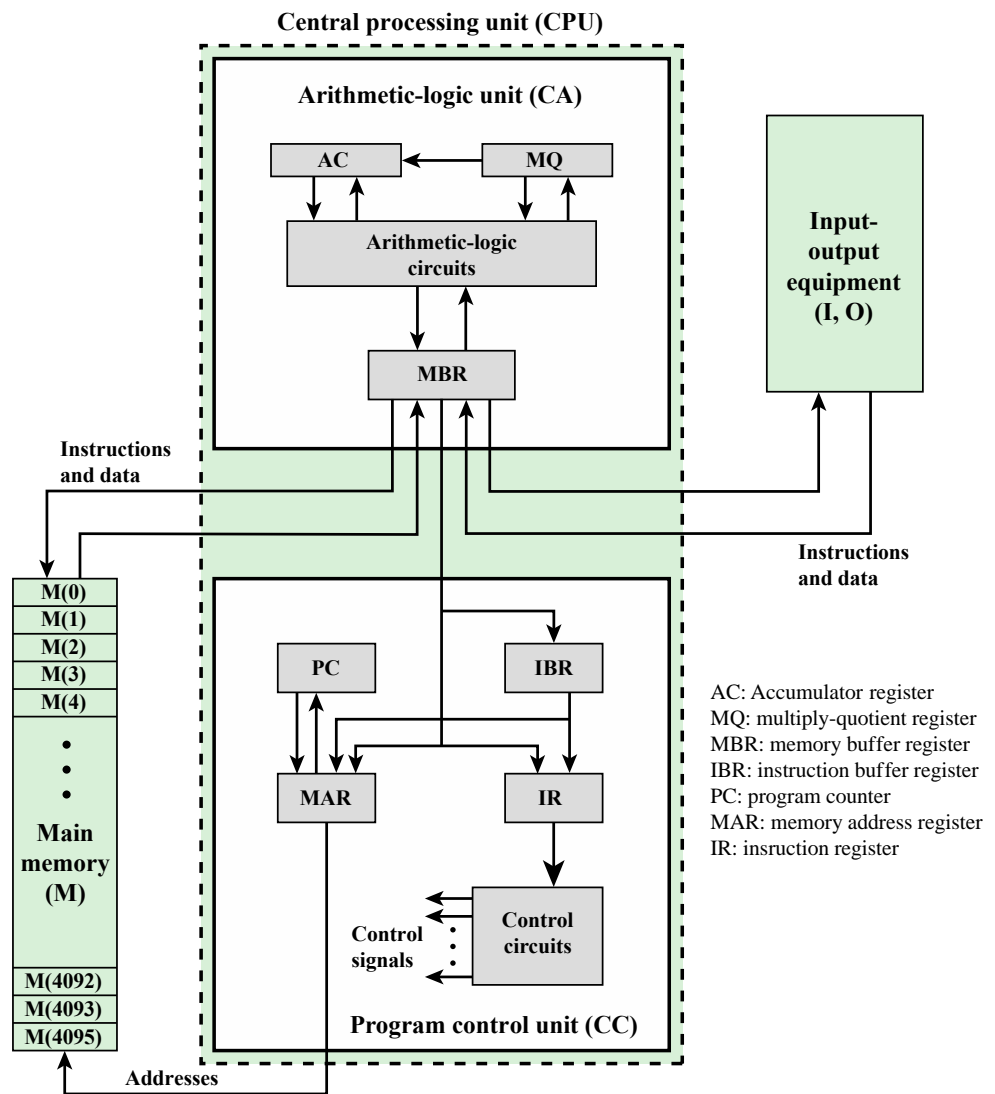 Central processing unit (CPU)
Arithmetic-logic unit (CA)
AC
MQ
Arithmetic-logic
circuits
MBR
Input-
output
equipment
(I, O)
Instructions
and data
Instructions
and data
M(0)
M(1)
M(2)
M(3)
M(4)
Main
memory
(M)
M(4092)
M(4093)
M(4095)
PC
IBR
MAR
IR
Control
circuits
Control
signals
Program control unit (CC)
Addresses
AC: Accumulator register
MQ: multiply-quotient register
MBR: memory buffer register
IBR: instruction buffer register
PC: program counter
MAR: memory address register
IR: insruction register